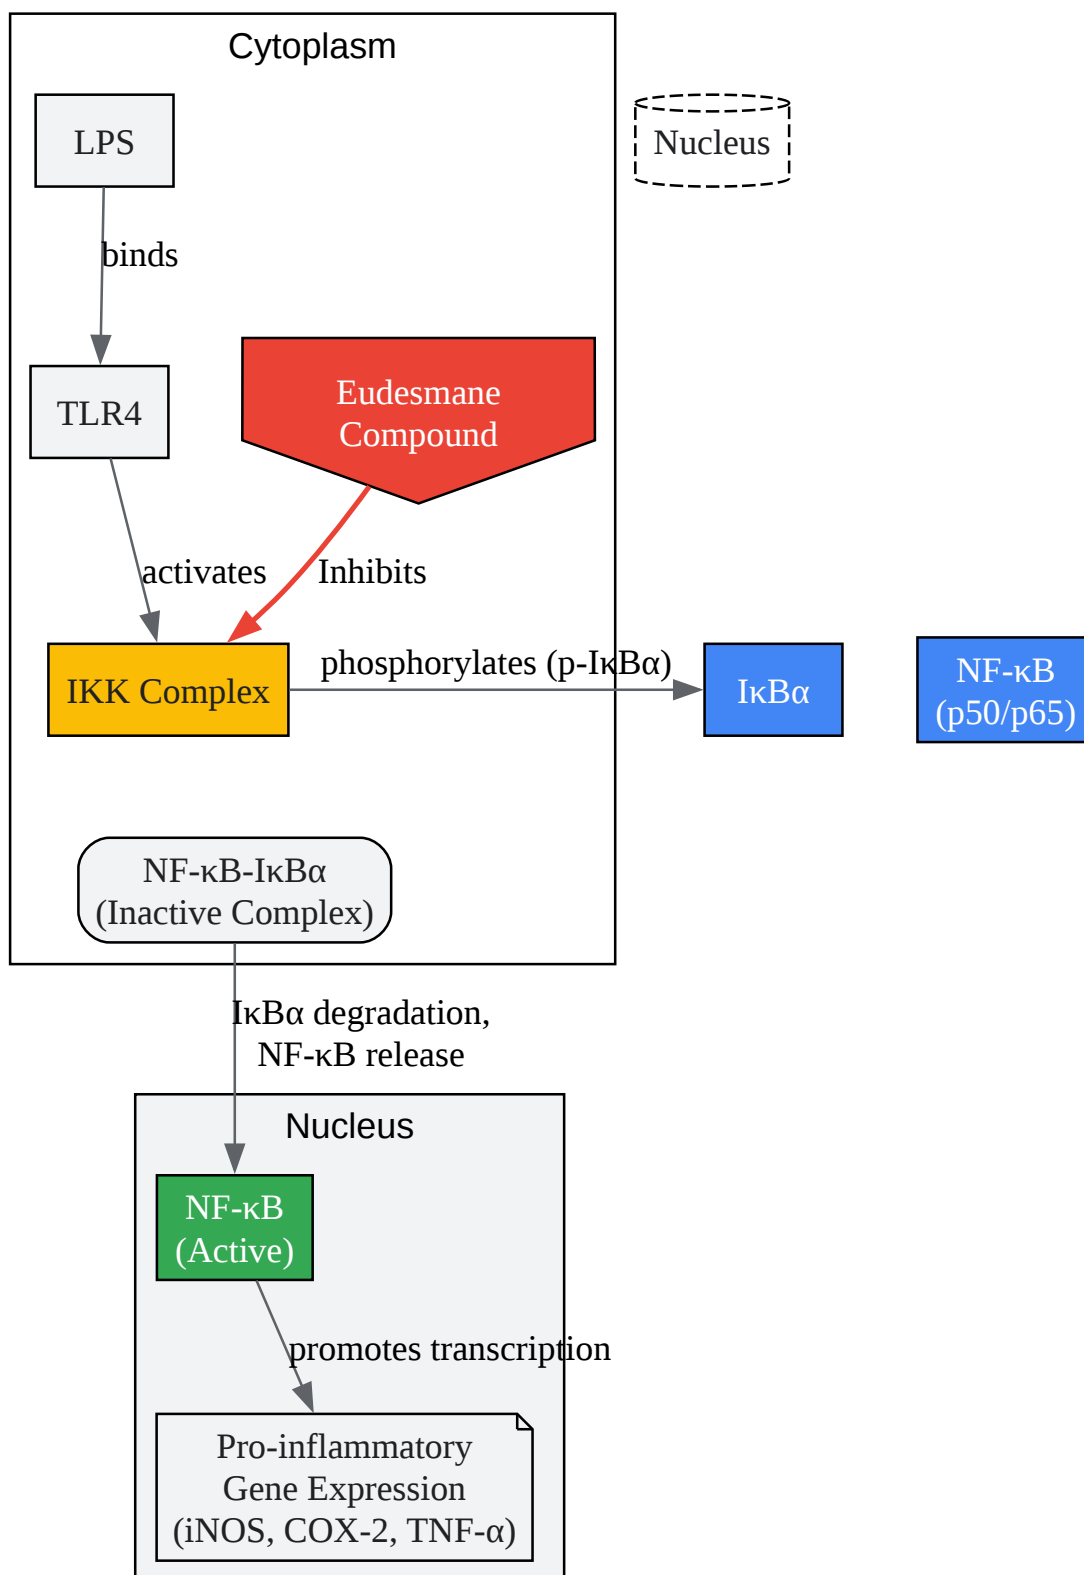 Cytoplasm
LPS
Nucleus
binds
TLR4
Eudesmane
Compound
activates
Inhibits
IKK Complex
phosphorylates (p-IκBα)
IκBα
NF-κB
(p50/p65)
NF-κB-IκBα
(Inactive Complex)
IκBα degradation,
NF-κB release
Nucleus
NF-κB
(Active)
promotes transcription
Pro-inflammatory
Gene Expression
(iNOS, COX-2, TNF-α)